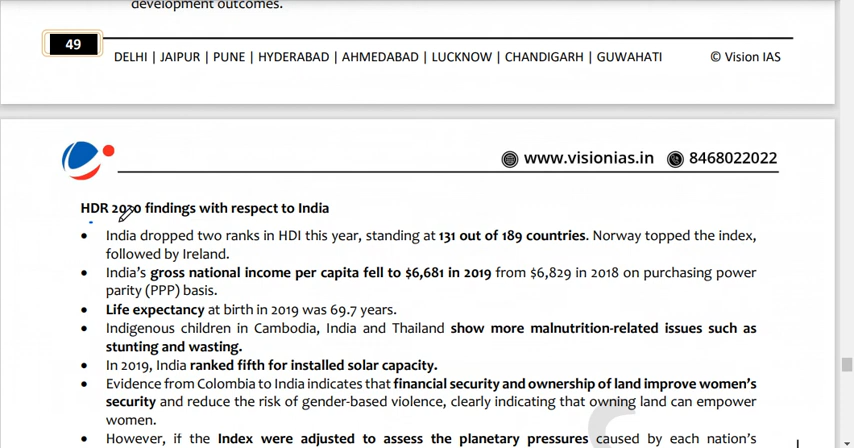 development outcomes.
49
DELHI | JAIPUR | PUNE | HYDERABAD | AHMEDABAD | LUCKNOW | CHANDIGARH | GUWAHATI © Vision IAS
www.visionias.in 8468022022
HDR 2020 findings with respect to India
• India dropped two ranks in HDI this year, standing at 131 out of 189 countries. Norway topped the index,
followed by Ireland.
• India's gross national income per capita fell to $6,681 in 2019 from $6,829 in 2018 on purchasing power
parity (PPP) basis.
• Life expectancy at birth in 2019 was 69.7 years.
• Indigenous children in Cambodia, India and Thailand show more malnutrition-related issues such as
stunting and wasting.
• In 2019, India ranked fifth for installed solar capacity.
• Evidence from Colombia to India indicates that financial security and ownership of land improve women's
security and reduce the risk of gender-based violence, clearly indicating that owning land can empower
women.
• However, if the Index were adjusted to assess the planetary pressures caused by each nation's